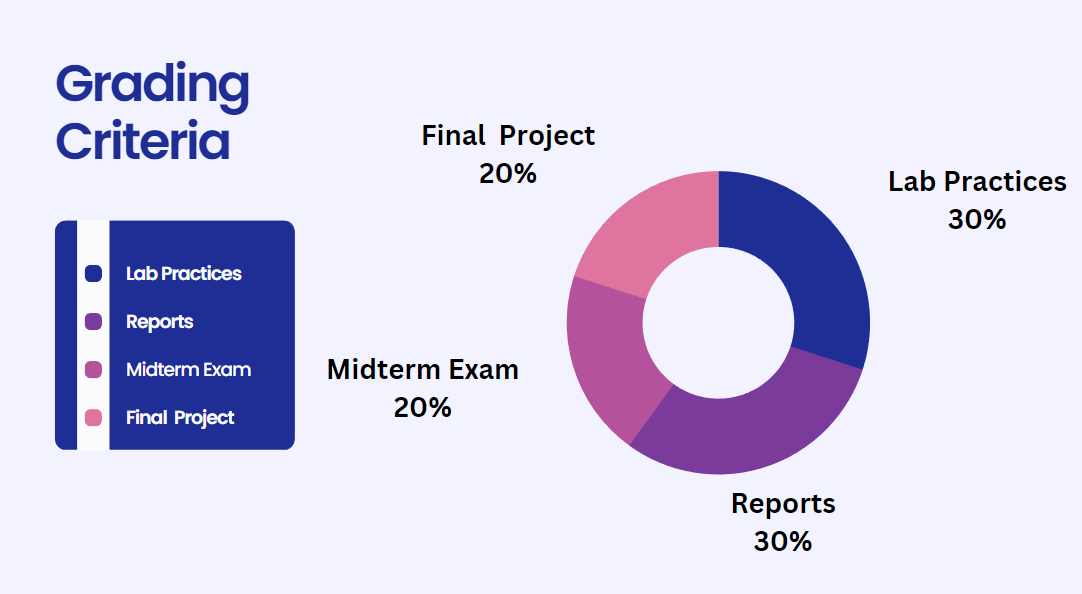 Grading
Criteria
Lab Practices
Reports
Midterm Exam
Final Project
Final Project
20%
Lab Practices
30%
Midterm Exam
20%
Reports
30%